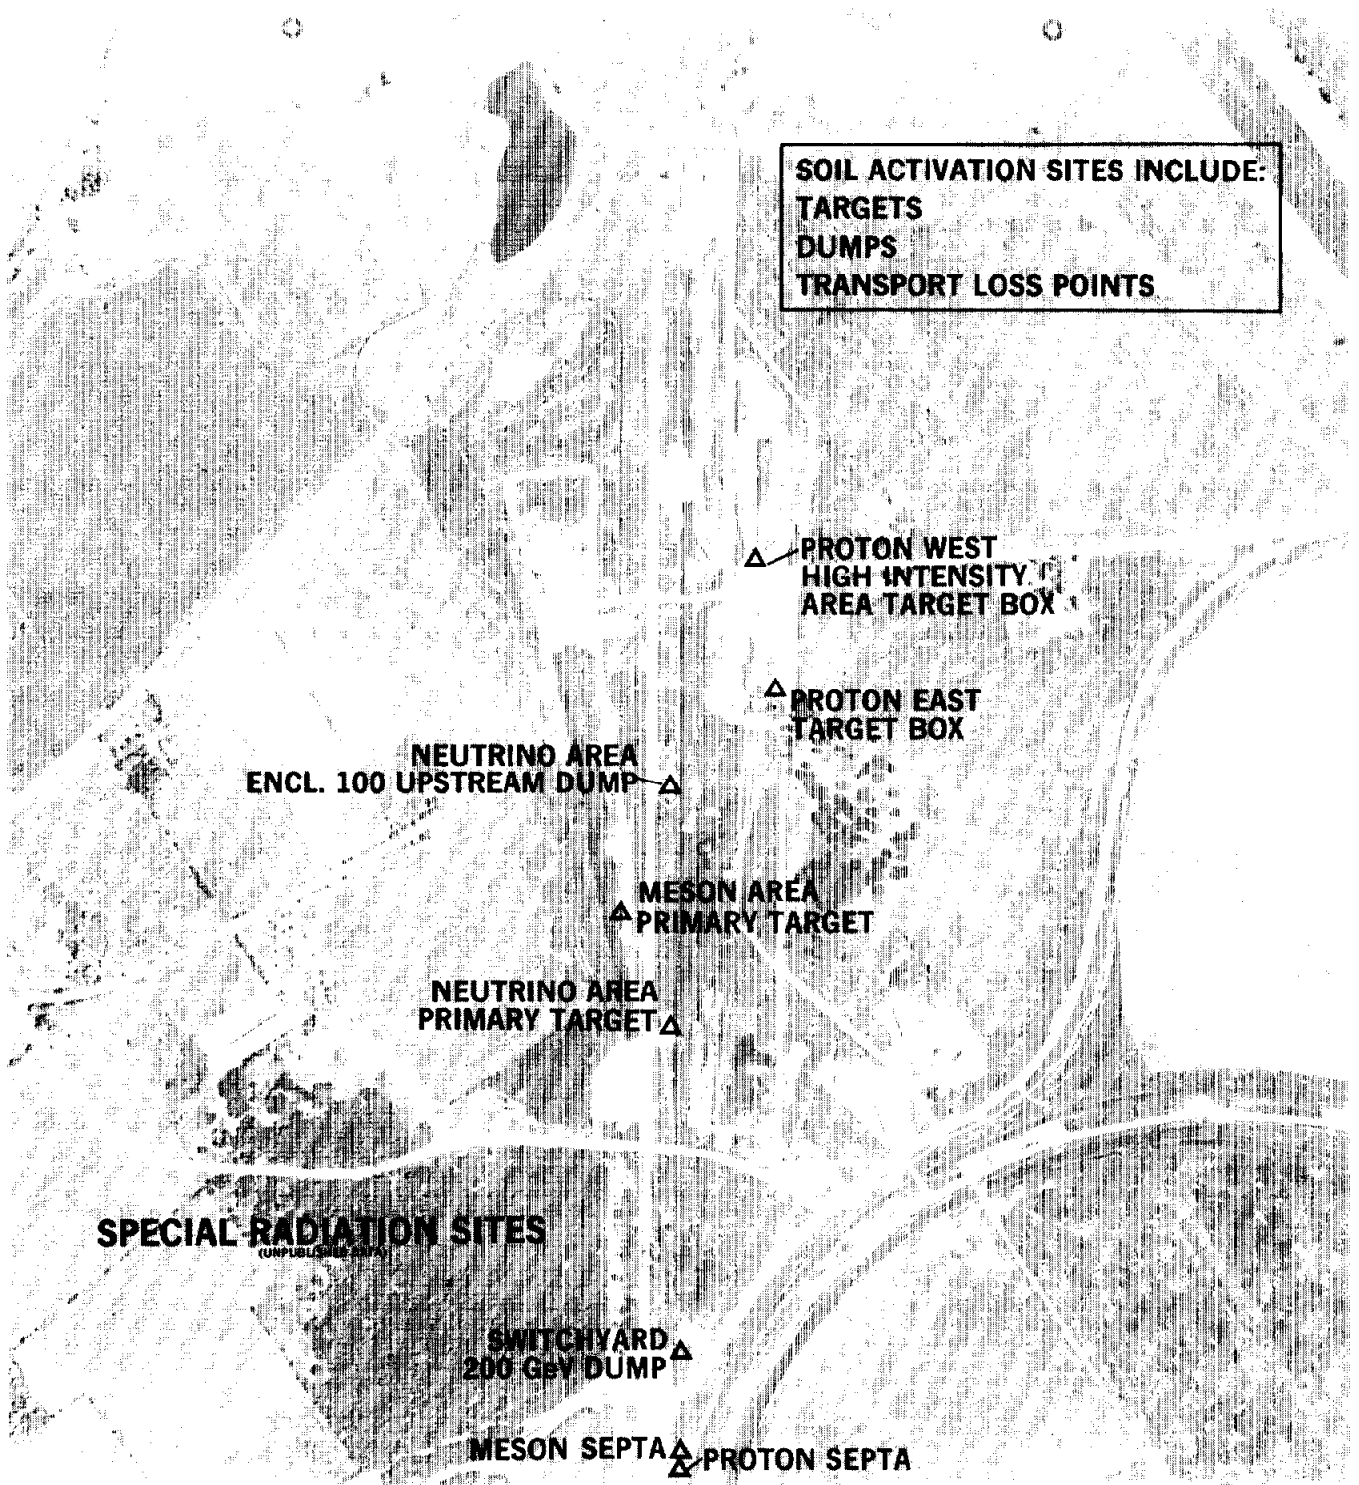 SOIL ACTIVATION SITES INCLUDE:
TARGETS
DUMPS
TRANSPORT LOSS POINTS
PROTON WEST
HIGH INTENSITY
AREA TARGET BOX
PROTON EAST
TARGET BOX
NEUTRINO AREA
ENCL. 100 UPSTREAM DUMP
MESON AREA
PRIMARY TARGET
NEUTRINO AREA
PRIMARY TARGET
SPECIAL RADIATION SITES
(UNPUBLISHED DATA)
SWITCHYARD
200 GeV DUMP
MESON SEPTA
PROTON SEPTA